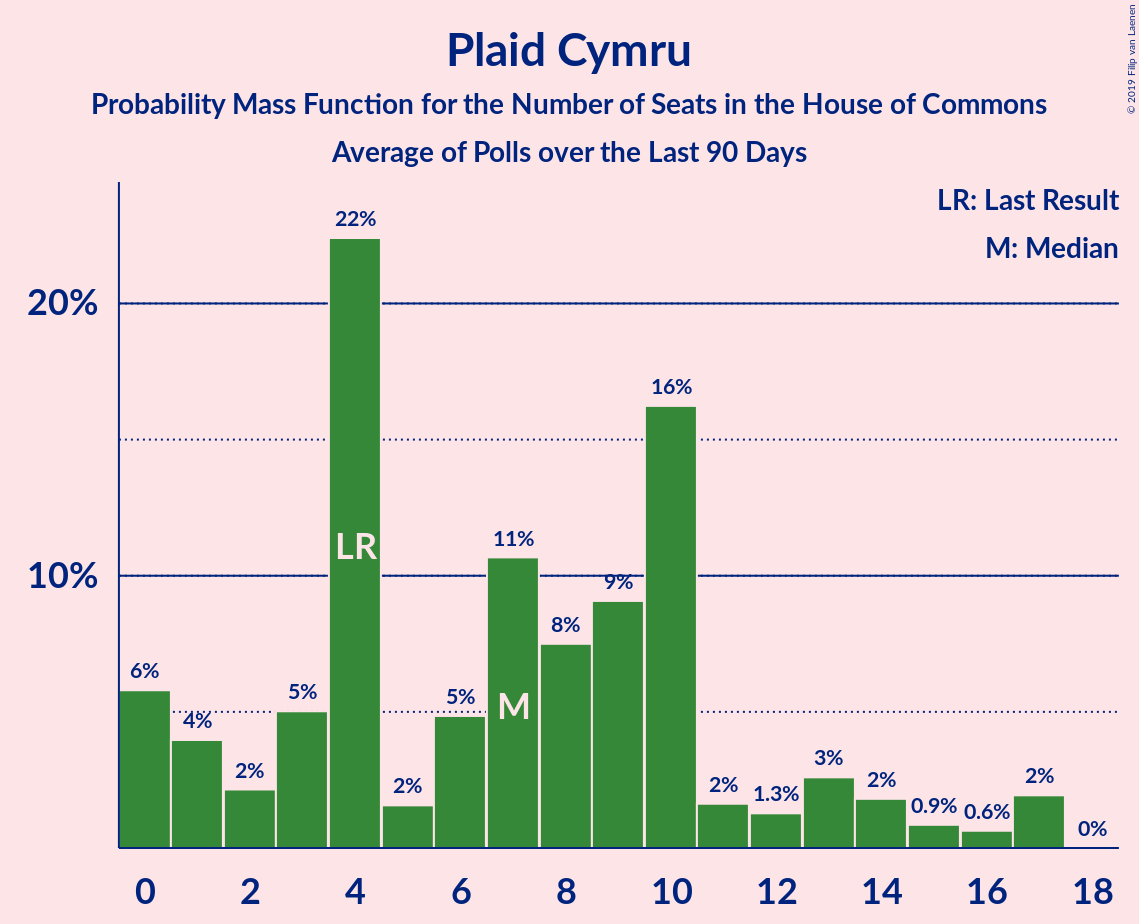 Plaid Cymru
Probability Mass Function for the Number of Seats in the House of Commons
Average of Polls over the Last 90 Days
© 2019 Filip van Laenen
LR: Last Result
M: Median
20%
10%
6%
4%
2%
5%
22%
2%
5%
11%
8%
9%
16%
2%
1.3%
3%
2%
0.9%
0.6%
2%
0%
LR
M
0 2 4 6 8 10 12 14 16 18